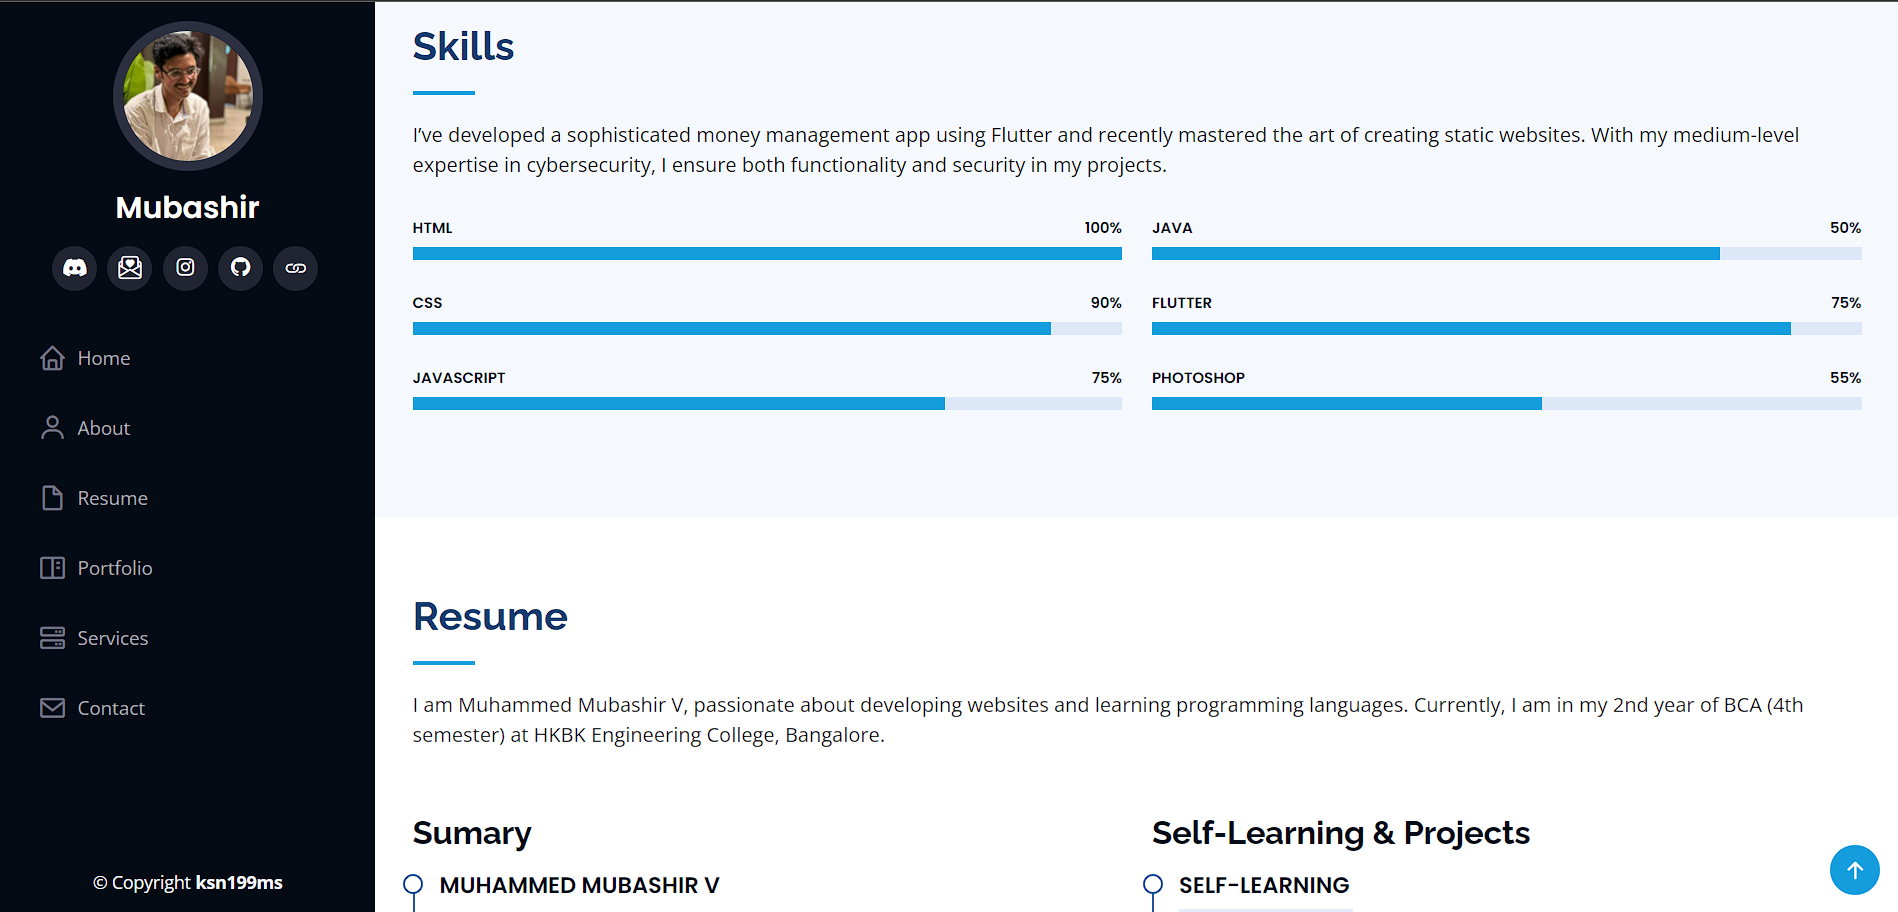 Mubashir
Home
About
Resume
Portfolio
Services
Contact
© Copyright ksn199ms
Skills
I’ve developed a sophisticated money management app using Flutter and recently mastered the art of creating static websites. With my medium-level
expertise in cybersecurity, I ensure both functionality and security in my projects.
HTML 100%
CSS 90%
JAVASCRIPT 75%
JAVA 50%
FLUTTER 75%
PHOTOSHOP 55%
Resume
I am Muhammed Mubashir V, passionate about developing websites and learning programming languages. Currently, I am in my 2nd year of BCA (4th
semester) at HKBK Engineering College, Bangalore.
Sumary
MUHAMMED MUBASHIR V
Self-Learning & Projects
SELF-LEARNING